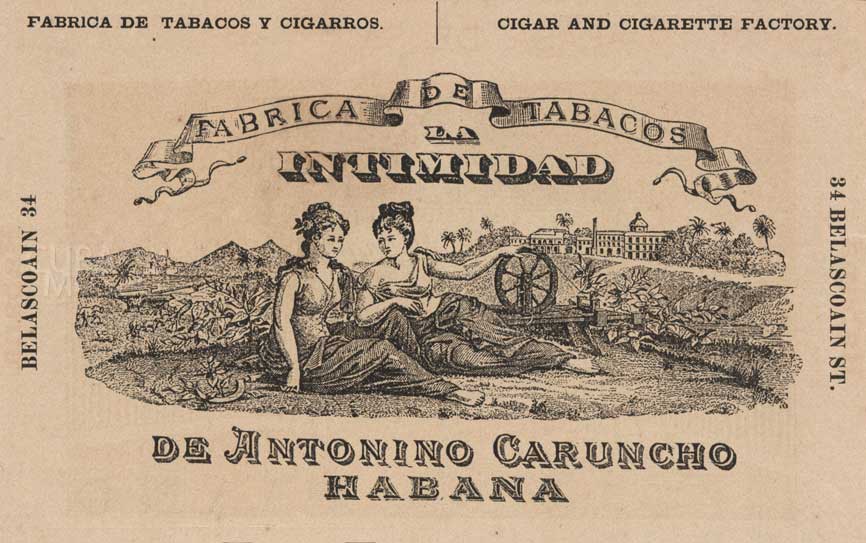 FABRICA DE TABACOS Y CIGARROS.
CIGAR AND CIGARETTE FACTORY.
FABRICA DE TABACOS
LA
INTIMIDAD
BELASCOAIN 34
34 BELASCOAIN ST.
DE ANTONINO CARUNCHO
HABANA